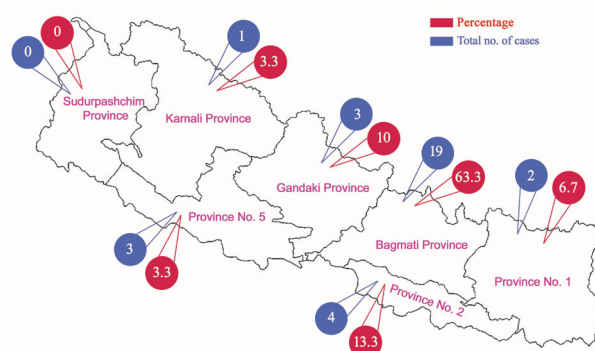 Percentage
Total no. of cases
0
0
Sudurpashchim
Province
1
3.3
Karnali Province
3
10
Gandaki Province
19
63.3
Bagmati Province
2
6.7
Province No. 1
Province No. 5
3
3.3
Province No. 2
4
13.3